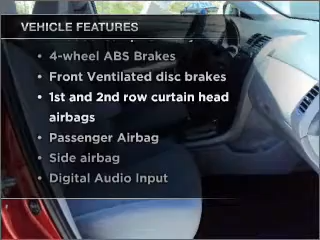 VEHICLE FEATURES
• 4-wheel ABS Brakes
• Front Ventilated disc brakes
• 1st and 2nd row curtain head
airbags
• Passenger Airbag
• Side airbag
• Digital Audio Input